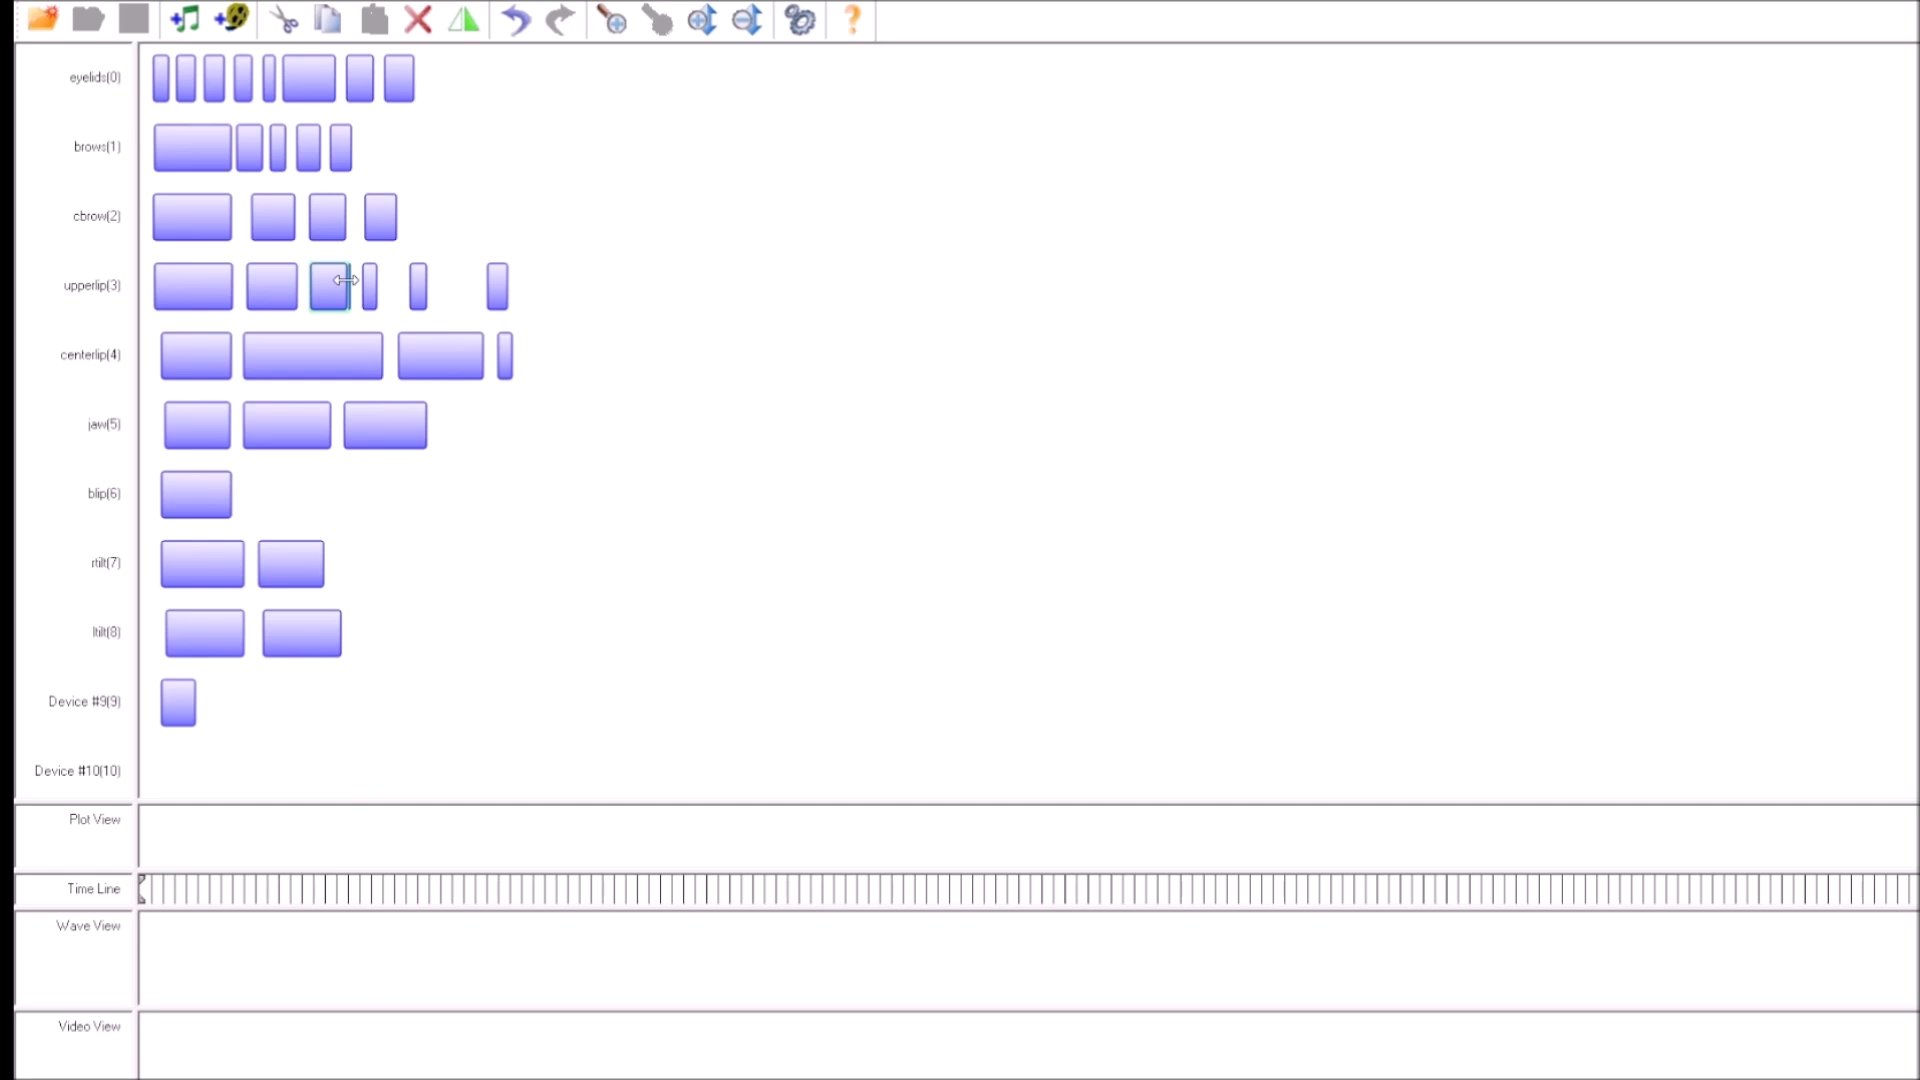 eyelids(0)
brows(1)
cbrow(2)
upperlip(3)
centerlip(4)
jaw(5)
blip(6)
rtilt(7)
ltilt(8)
Device #9(9)
Device #10(10)
Plot View
Time Line
Wave View
Video View